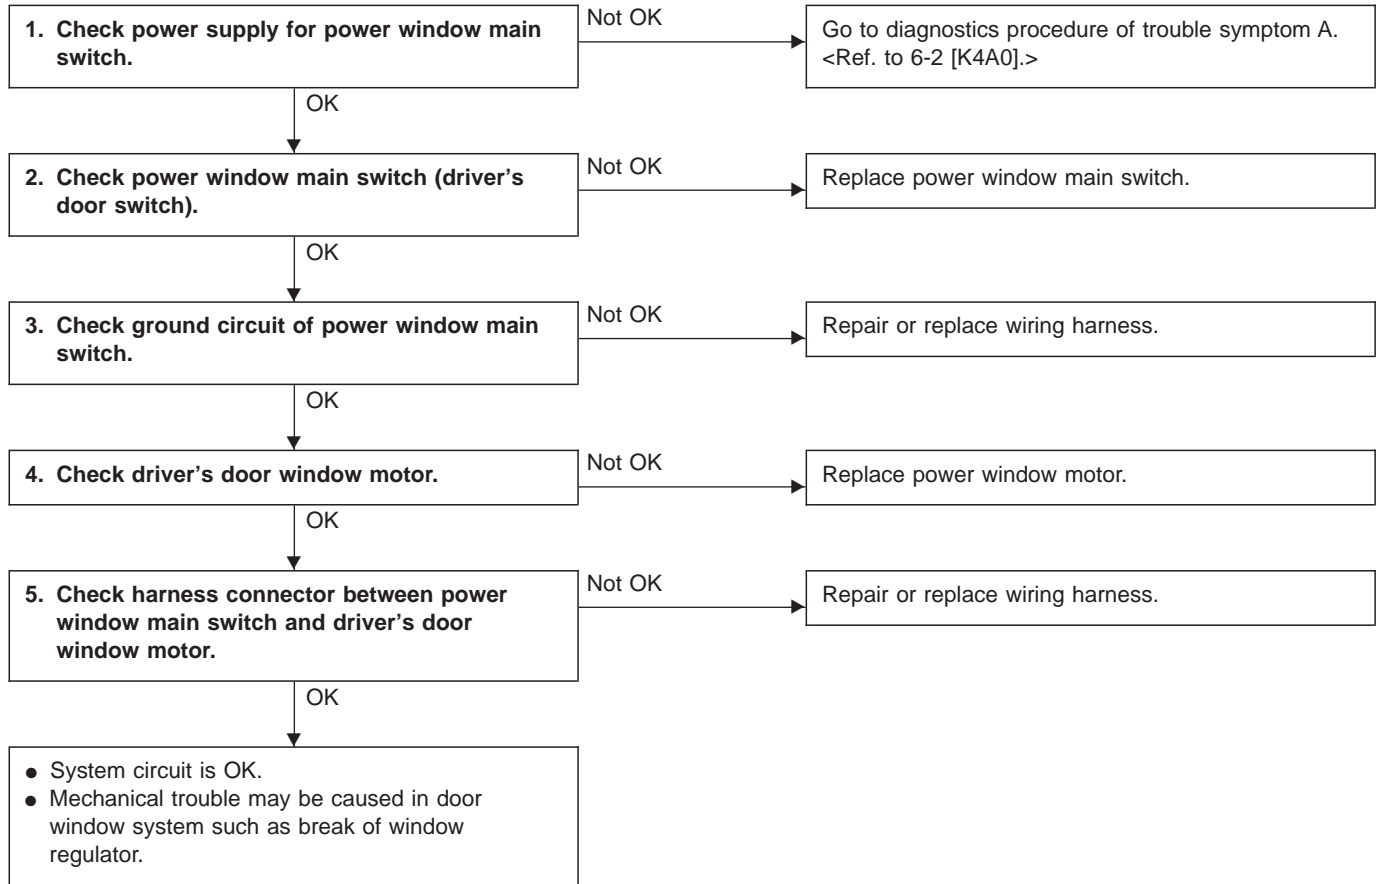 1. Check power supply for power window main
switch.
Not OK
Go to diagnostics procedure of trouble symptom A.
<Ref. to 6-2 [K4A0].>
OK
2. Check power window main switch (driver's
door switch).
Not OK
Replace power window main switch.
OK
3. Check ground circuit of power window main
switch.
Not OK
Repair or replace wiring harness.
OK
4. Check driver's door window motor.
Not OK
Replace power window motor.
OK
5. Check harness connector between power
window main switch and driver's door
window motor.
Not OK
Repair or replace wiring harness.
OK
● System circuit is OK.
● Mechanical trouble may be caused in door
window system such as break of window
regulator.